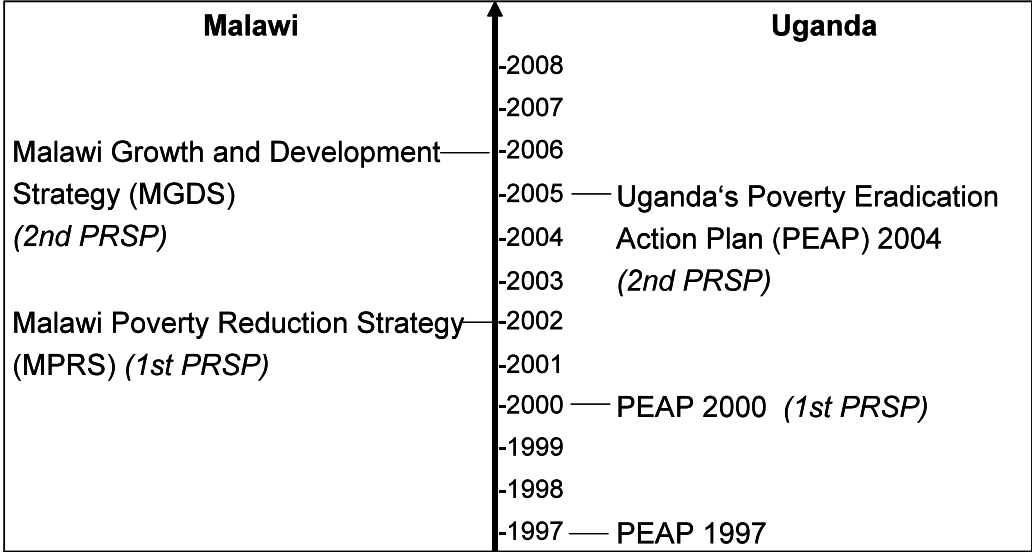 Malawi
Uganda
-2008
-2007
Malawi Growth and Development
-2006
Strategy (MGDS)
-2005
Uganda‘s Poverty Eradication
(2nd PRSP)
-2004
Action Plan (PEAP) 2004
-2003
(2nd PRSP)
Malawi Poverty Reduction Strategy
-2002
(MPRS) (1st PRSP)
-2001
-2000
PEAP 2000 (1st PRSP)
-1999
-1998
-1997
PEAP 1997